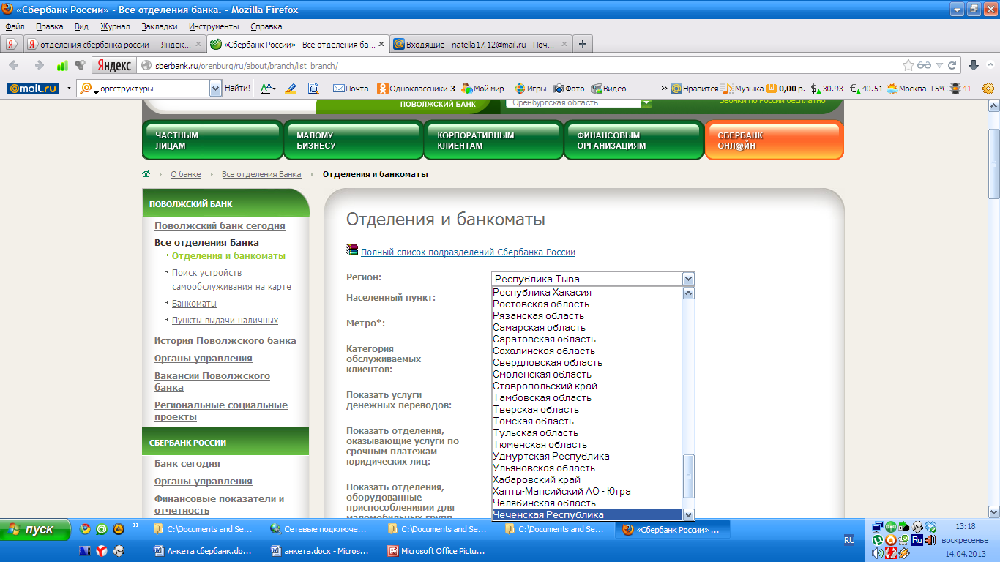 «Сбербанк России» - Все отделения банка. - Mozilla Firefox
Файл Правка Вид Журнал Закладки Инструменты Справка
Я отделения сбербанка россии — Яндек... «Сбербанк России» - Все отделения ба... Входящие - natella17.12@mail.ru - Поч...
Яндекс sberbank.ru/orenburg/ru/about/branch/list_branch/
@mail.ru оргструктуры Найти! Почта Одноклассники 3 Мой мир Игры Фото Видео Нравится Музыка 0,00 р. $ 30.93 € 40.51 Москва +5°C 41
ПОВОЛЖСКИЙ БАНК Оренбургская область Звонки по России бесплатно
ЧАСТНЫМ
ЛИЦАМ
МАЛОМУ
БИЗНЕСУ
КОРПОРАТИВНЫМ
КЛИЕНТАМ
ФИНАНСОВЫМ
ОРГАНИЗАЦИЯМ
СБЕРБАНК
ОНЛ@ЙН
О банке Все отделения Банка Отделения и банкоматы
ПОВОЛЖСКИЙ БАНК
Поволжский банк сегодня
Все отделения Банка
Отделения и банкоматы
Поиск устройств
самообслуживания на карте
Банкоматы
Пункты выдачи наличных
История Поволжского банка
Органы управления
Вакансии Поволжского
банка
Региональные социальные
проекты
СБЕРБАНК РОССИИ
Банк сегодня
Органы управления
Финансовые показатели и
отчетность
Отделения и банкоматы
Полный список подразделений Сбербанка России
Регион:
Населенный пункт:
Метро*:
Категория
обслуживаемых
клиентов:
Показать услуги
денежных переводов:
Показать отделения,
оказывающие услуги по
срочным платежам
юридических лиц:
Показать отделения,
оборудованные
приспособлениями для
маломобильных групп
Республика Тыва
Республика Хакасия
Ростовская область
Рязанская область
Самарская область
Саратовская область
Сахалинская область
Свердловская область
Смоленская область
Ставропольский край
Тамбовская область
Тверская область
Томская область
Тульская область
Тюменская область
Удмуртская Республика
Ульяновская область
Хабаровский край
Ханты-Мансийский АО - Югра
Челябинская область
Чеченская Республика
пуск C:\Documents and Se... Сетевые подключе... C:\Documents and Se... C:\Documents and Se... «Сбербанк России» ...
Анкета сбербанк.do... анкета.docx - Micros... Microsoft Office Pictu...
RU
Ru
13:18
воскресенье
14.04.2013